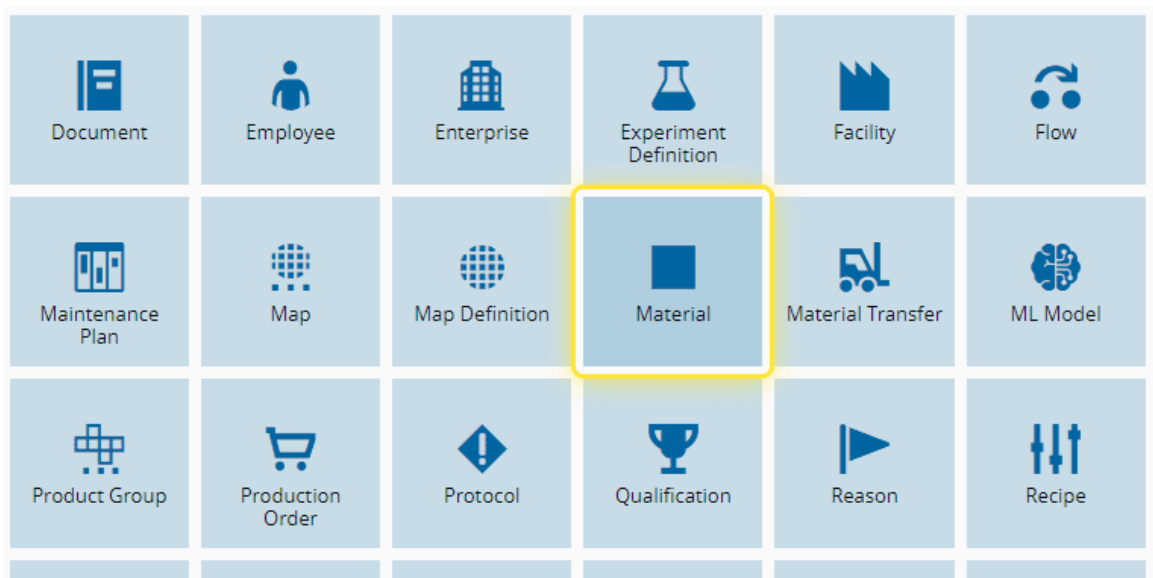 Document
Employee
Enterprise
Experiment
Definition
Facility
Flow
Maintenance
Plan
Map
Map Definition
Material
Material Transfer
ML Model
Product Group
Production
Order
Protocol
Qualification
Reason
Recipe